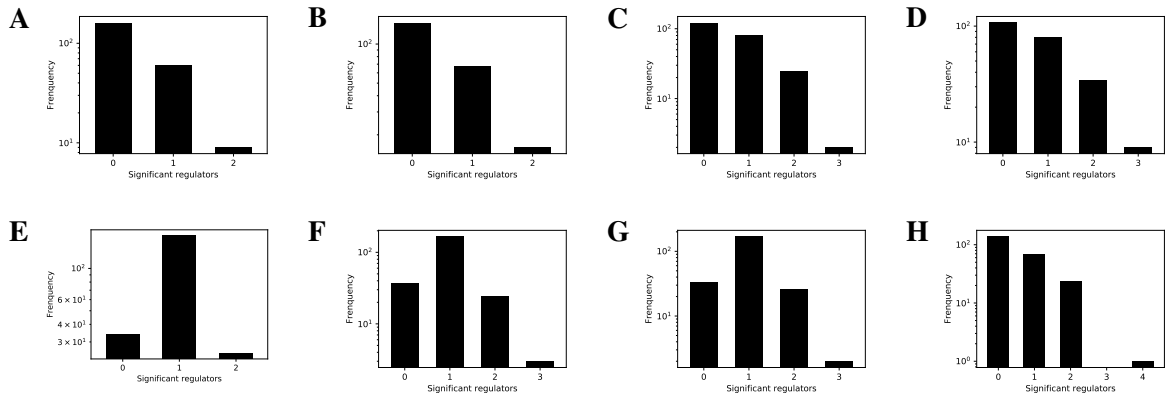 A
Frenquency
10²
10¹
0 1 2
Significant regulators
B
Frenquency
10²
0 1 2
Significant regulators
C
Frenquency
10²
10¹
0 1 2 3
Significant regulators
D
Frenquency
10²
10¹
0 1 2 3
Significant regulators
E
Frenquency
10²
6 × 10¹
4 × 10¹
3 × 10¹
0 1 2
Significant regulators
F
Frenquency
10²
10¹
0 1 2 3
Significant regulators
G
Frenquency
10²
10¹
0 1 2 3
Significant regulators
H
Frenquency
10²
10¹
10⁰
0 1 2 3 4
Significant regulators